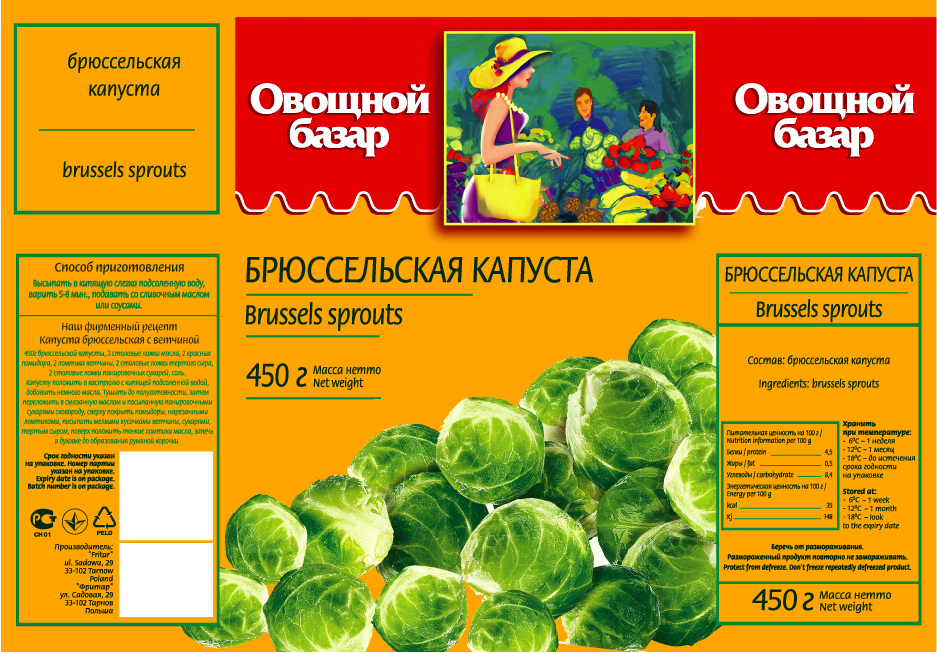 брюссельская
капуста
brussels sprouts
Овощной
базар
Овощной
базар
БРЮССЕЛЬСКАЯ КАПУСТА
Brussels sprouts
450 г Масса нетто
Net weight
Способ приготовления
Высыпать в кипящую слегка подсоленную воду,
варить 5-8 мин., подавать со сливочным маслом
или соусами.
Наш фирменный рецепт
Капуста брюссельская с ветчиной
450г брюссельской капусты, 3 столовые ложки масла, 2 красных
помидора, 2 ломтика ветчины, 2 столовые ложки тертого сыра,
2 столовые ложки панировочных сухарей, соль.
Капусту положить в кастрюлю с кипящей подсоленной водой,
добавить немного масла. Тушить до полуготовности, затем
переложить в смазанную маслом и посыпанную панировочными
сухарями сковороду, сверху покрыть помидоры, нарезанными
ломтиками, посыпать мелкими кусочками ветчины, сухарями,
тертым сыром, поверх положить тонкие ломтики масла, запечь
в духовке до образования румяной корочки.
Срок годности указан
на упаковке. Номер партии
указан на упаковке.
Expiry date is on package.
Batch number is on package.
РСТ
CH 01
PELD
Производитель:
"Fritar"
ul. Sadowa, 29
33-102 Tarnow
Poland
"Фритар"
ул. Садовая, 29
33-102 Тарнов
Польша
БРЮССЕЛЬСКАЯ КАПУСТА
Brussels sprouts
Состав: брюссельская капуста
Ingredients: brussels sprouts
Питательная ценность на 100 г /
Nutrition information per 100 g
Белки / protein 4,5
Жиры / fat 0,5
Углеводы / carbohydrate 8,4
Энергетическая ценность на 100 г /
Energy per 100 g
kcal 35
Kj 148
Хранить
при температуре:
- 6ºC – 1 неделя
- 12ºC – 1 месяц
- 18ºC – до истечения
срока годности
на упаковке
Stored at:
- 6ºC – 1 week
- 12ºC – 1 month
- 18ºC – look
to the expiry date
Беречь от размораживания.
Размороженный продукт повторно не замораживать.
Protect from defreeze. Don't freeze repeatedly defreezed product.
450 г Масса нетто
Net weight